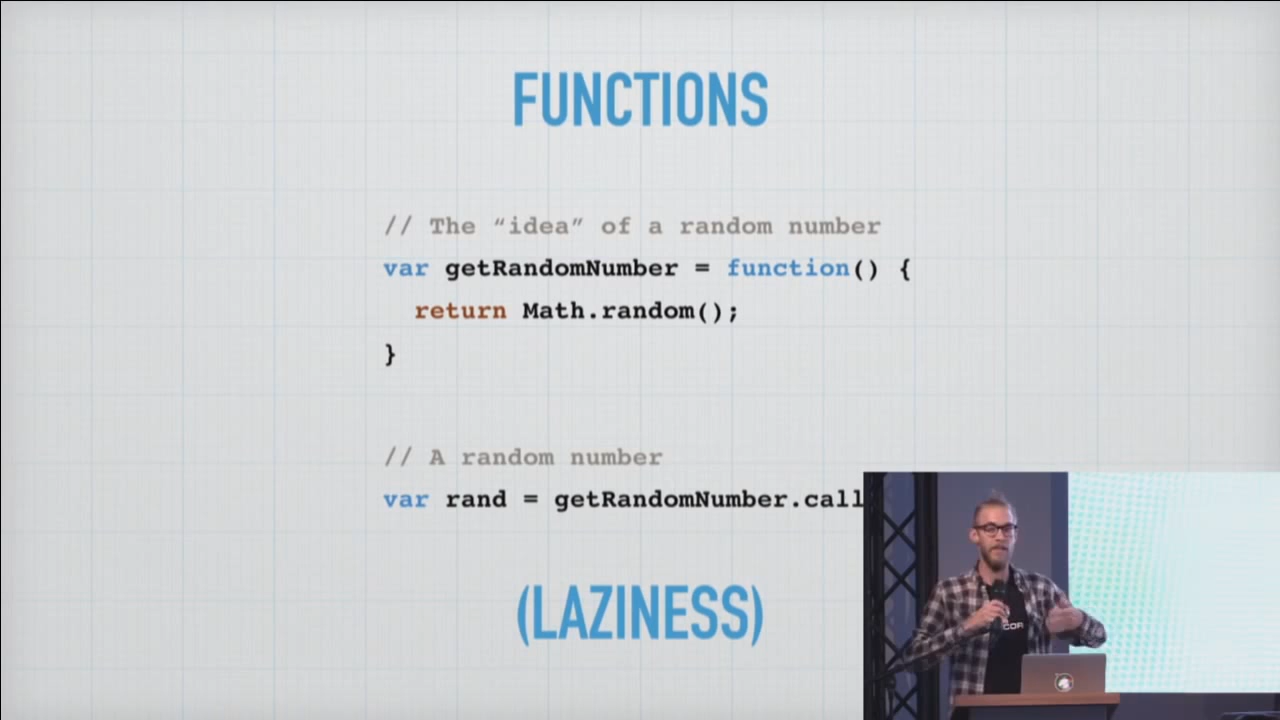 FUNCTIONS
// The “idea” of a random number
var getRandomNumber = function() {
return Math.random();
}
// A random number
var rand = getRandomNumber.call
(LAZINESS)